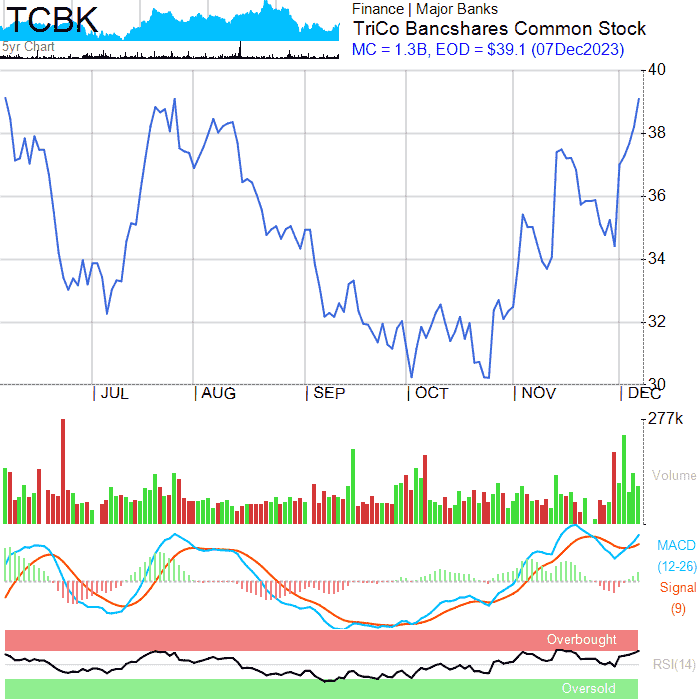 TCBK
5yr Chart
Finance | Major Banks
TriCo Bancshares Common Stock
MC = 1.3B, EOD = $39.1 (07Dec2023)
40
38
36
34
32
30
| JUL | AUG | SEP | OCT | NOV | DEC
277k
Volume
MACD
(12-26)
Signal
(9)
Overbought
RSI(14)
Oversold